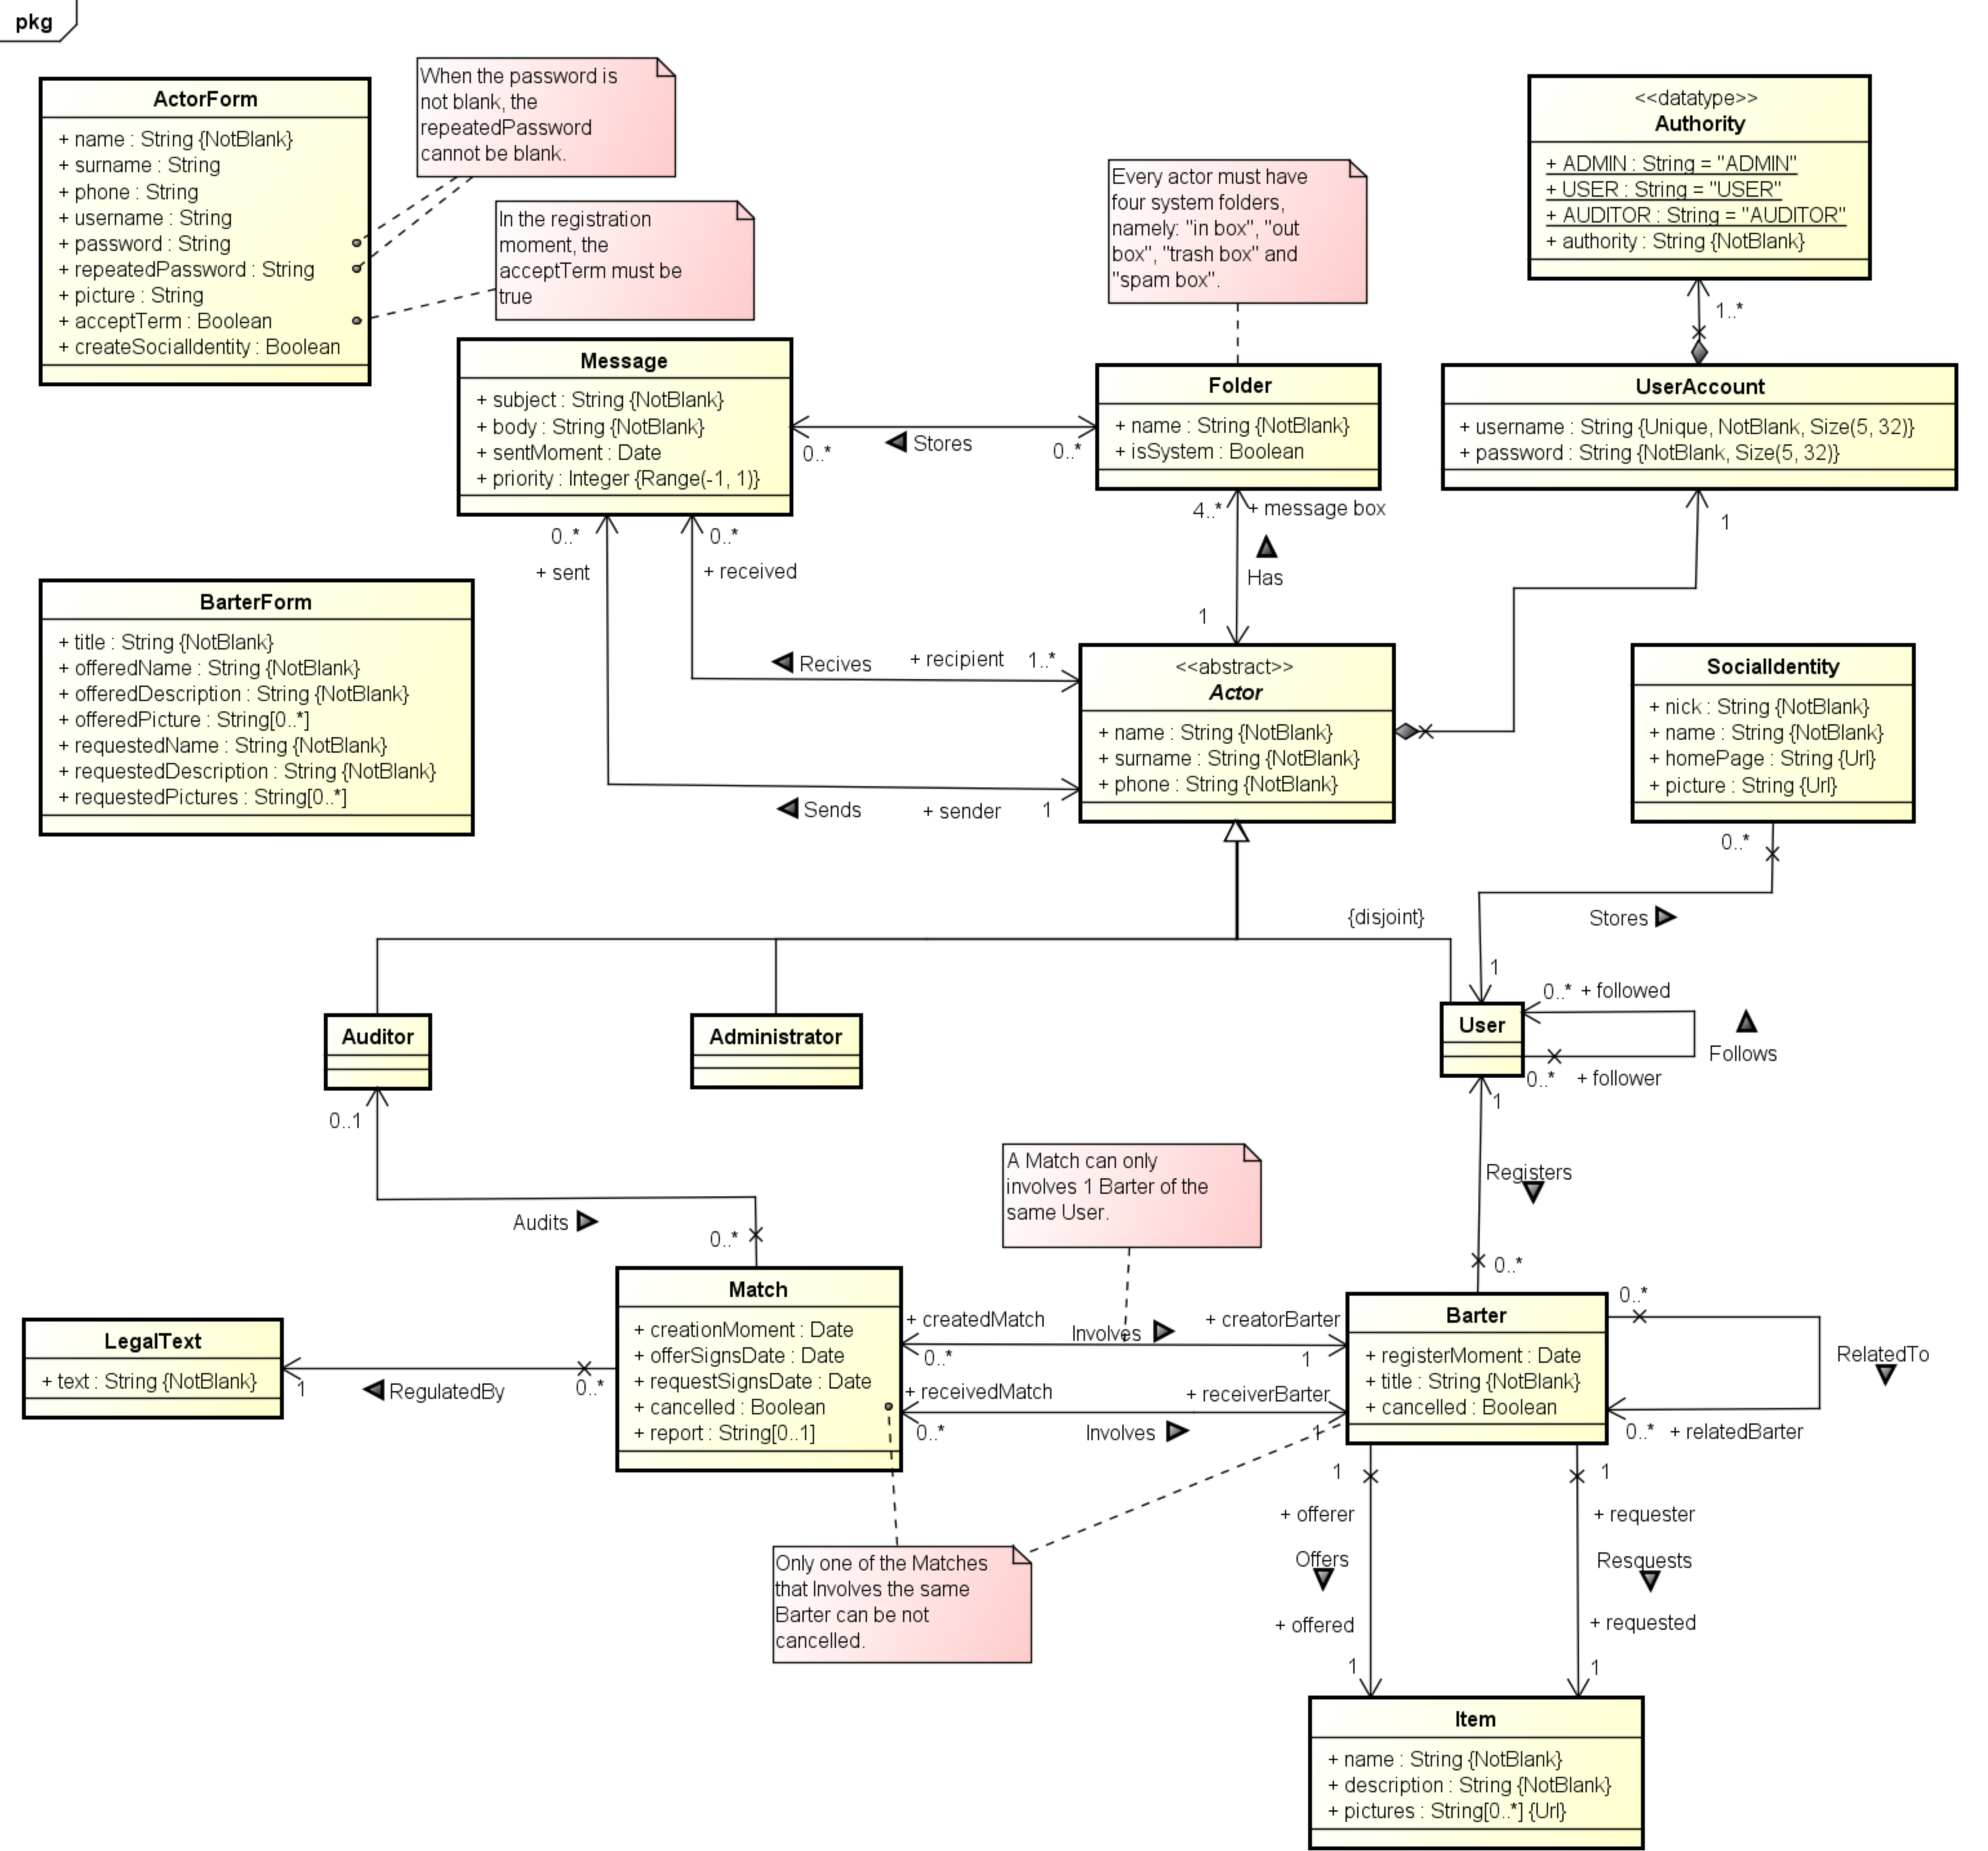 pkg
ActorForm
+ name : String {NotBlank}
+ surname : String
+ phone : String
+ username : String
+ password : String
+ repeatedPassword : String
+ picture : String
+ acceptTerm : Boolean
+ createSocialIdentity : Boolean
When the password is
not blank, the
repeatedPassword
cannot be blank.
In the registration
moment, the
acceptTerm must be
true
Every actor must have
four system folders,
namely: "in box", "out
box", "trash box" and
"spam box".
<<datatype>>
Authority
+ ADMIN : String = "ADMIN"
+ USER : String = "USER"
+ AUDITOR : String = "AUDITOR"
+ authority : String {NotBlank}
1..*
Message
+ subject : String {NotBlank}
+ body : String {NotBlank}
+ sentMoment : Date
+ priority : Integer {Range(-1, 1)}
0..*
Stores
0..*
Folder
+ name : String {NotBlank}
+ isSystem : Boolean
UserAccount
+ username : String {Unique, NotBlank, Size(5, 32)}
+ password : String {NotBlank, Size(5, 32)}
0..*
+ sent
0..*
+ received
4..*
+ message box
Has
1
1
BarterForm
+ title : String {NotBlank}
+ offeredName : String {NotBlank}
+ offeredDescription : String {NotBlank}
+ offeredPicture : String[0..*]
+ requestedName : String {NotBlank}
+ requestedDescription : String {NotBlank}
+ requestedPictures : String[0..*]
Recives
+ recipient
1..*
Sends
+ sender
1
<<abstract>>
Actor
+ name : String {NotBlank}
+ surname : String {NotBlank}
+ phone : String {NotBlank}
SocialIdentity
+ nick : String {NotBlank}
+ name : String {NotBlank}
+ homePage : String {Url}
+ picture : String {Url}
0..*
Stores
1
{disjoint}
Auditor
Administrator
User
0..* + followed
Follows
0..* + follower
0..1
Audits
0..*
1
Registers
0..*
A Match can only
involves 1 Barter of the
same User.
LegalText
+ text : String {NotBlank}
1
RegulatedBy
0..*
Match
+ creationMoment : Date
+ offerSignsDate : Date
+ requestSignsDate : Date
+ cancelled : Boolean
+ report : String[0..1]
+ createdMatch
0..*
Involves
+ creatorBarter
1
+ receivedMatch
0..*
Involves
+ receiverBarter
1
Barter
+ registerMoment : Date
+ title : String {NotBlank}
+ cancelled : Boolean
0..*
RelatedTo
0..* + relatedBarter
Only one of the Matches
that Involves the same
Barter can be not
cancelled.
1
+ offerer
Offers
+ offered
1
1
+ requester
Resquests
+ requested
1
Item
+ name : String {NotBlank}
+ description : String {NotBlank}
+ pictures : String[0..*] {Url}